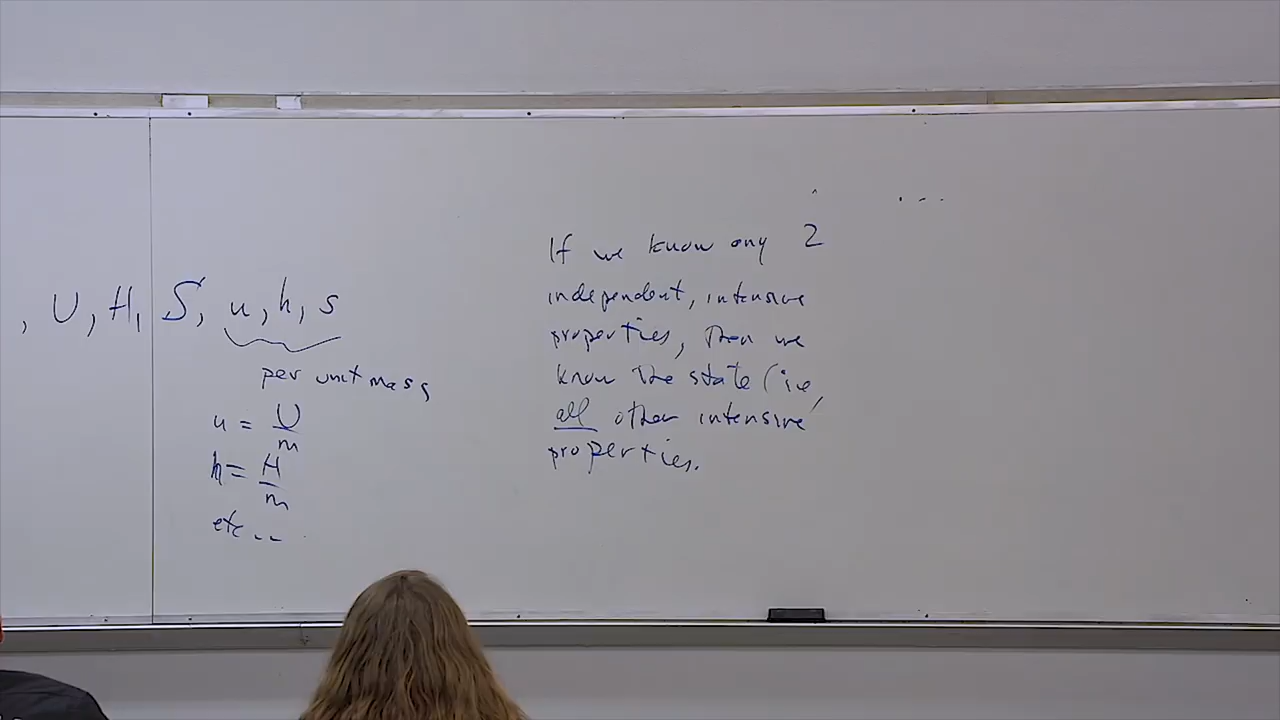 , U, H, S, u, h, s
per unit mass
u = U/m
h = H/m
etc...
If we know any 2
independent, intensive
properties, then we
know the state (i.e,
all other intensive
properties.
...